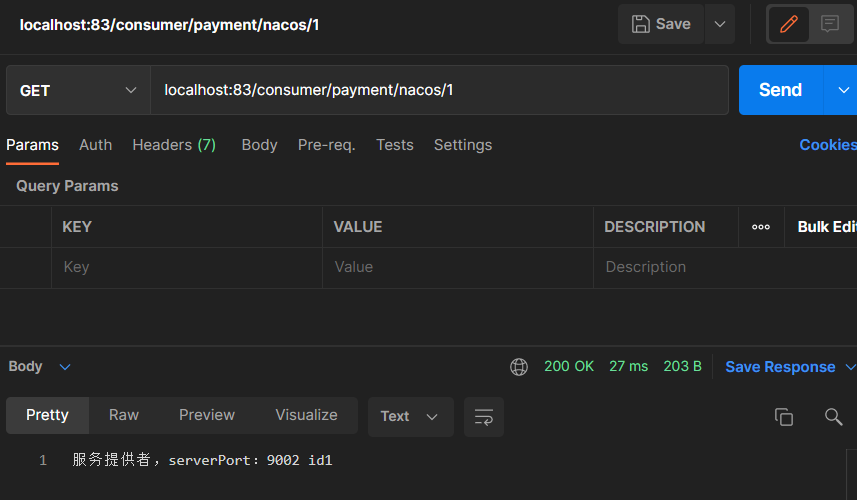 localhost:83/consumer/payment/nacos/1
Save
GET localhost:83/consumer/payment/nacos/1 Send
Params Auth Headers (7) Body Pre-req. Tests Settings Cookies
Query Params
KEY VALUE DESCRIPTION ooo Bulk Edit
Key Value Description
Body 200 OK 27 ms 203 B Save Response
Pretty Raw Preview Visualize Text
1 服务提供者，serverPort：9002 id1